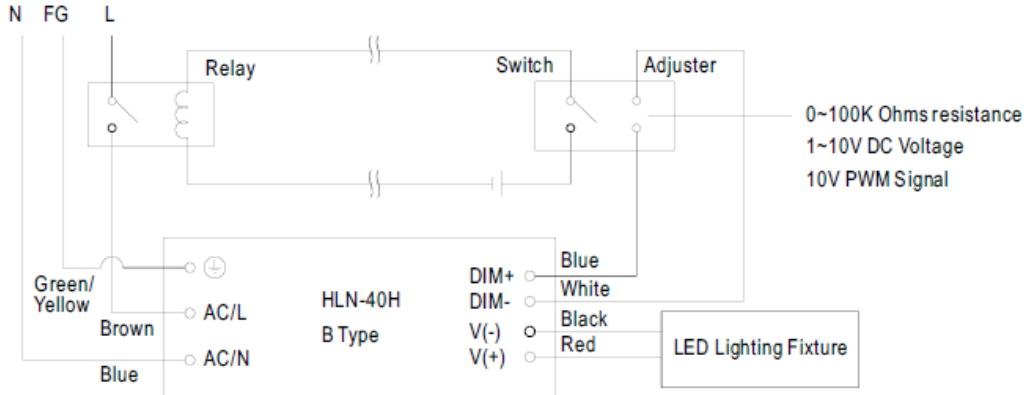 N FG L
Relay
Switch
Adjuster
0~100K Ohms resistance
1~10V DC Voltage
10V PWM Signal
Green/
Yellow
Brown
Blue
AC/L
AC/N
HLN-40H
B Type
DIM+
DIM-
V(-)
V(+)
Blue
White
Black
Red
LED Lighting Fixture